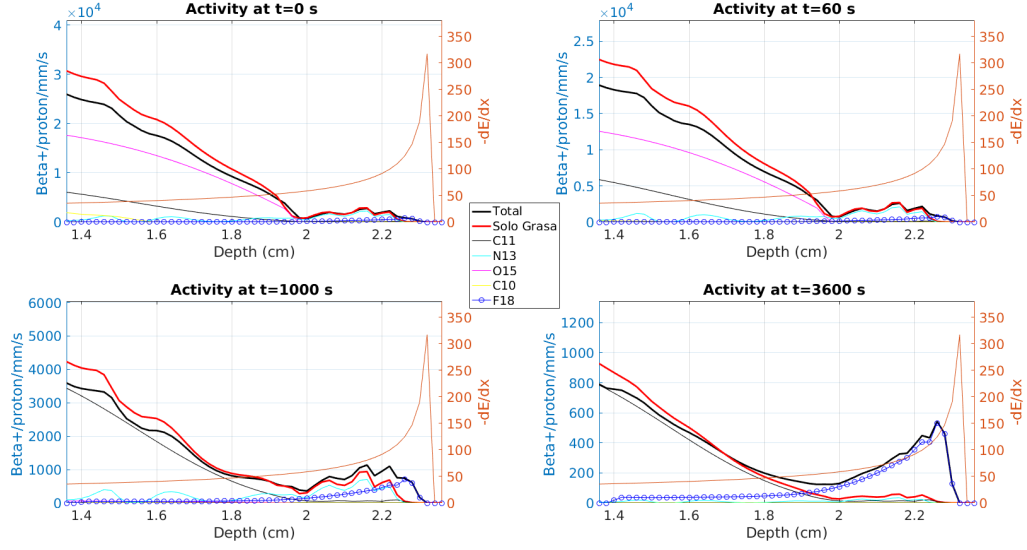 Activity at t=0 s
×10^4
4
3
2
1
0
Beta+/proton/mm/s
1.4 1.6 1.8 2 2.2
Depth (cm)
350
300
250
200
150
100
50
0
-dE/dx
Activity at t=60 s
×10^4
2.5
2
1.5
1
0.5
0
Beta+/proton/mm/s
1.4 1.6 1.8 2 2.2
Depth (cm)
350
300
250
200
150
100
50
0
-dE/dx
Total
Solo Grasa
C11
N13
O15
C10
F18
Activity at t=1000 s
6000
5000
4000
3000
2000
1000
0
Beta+/proton/mm/s
1.4 1.6 1.8 2 2.2
Depth (cm)
350
300
250
200
150
100
50
0
-dE/dx
Activity at t=3600 s
1200
1000
800
600
400
200
0
Beta+/proton/mm/s
1.4 1.6 1.8 2 2.2
Depth (cm)
350
300
250
200
150
100
50
0
-dE/dx